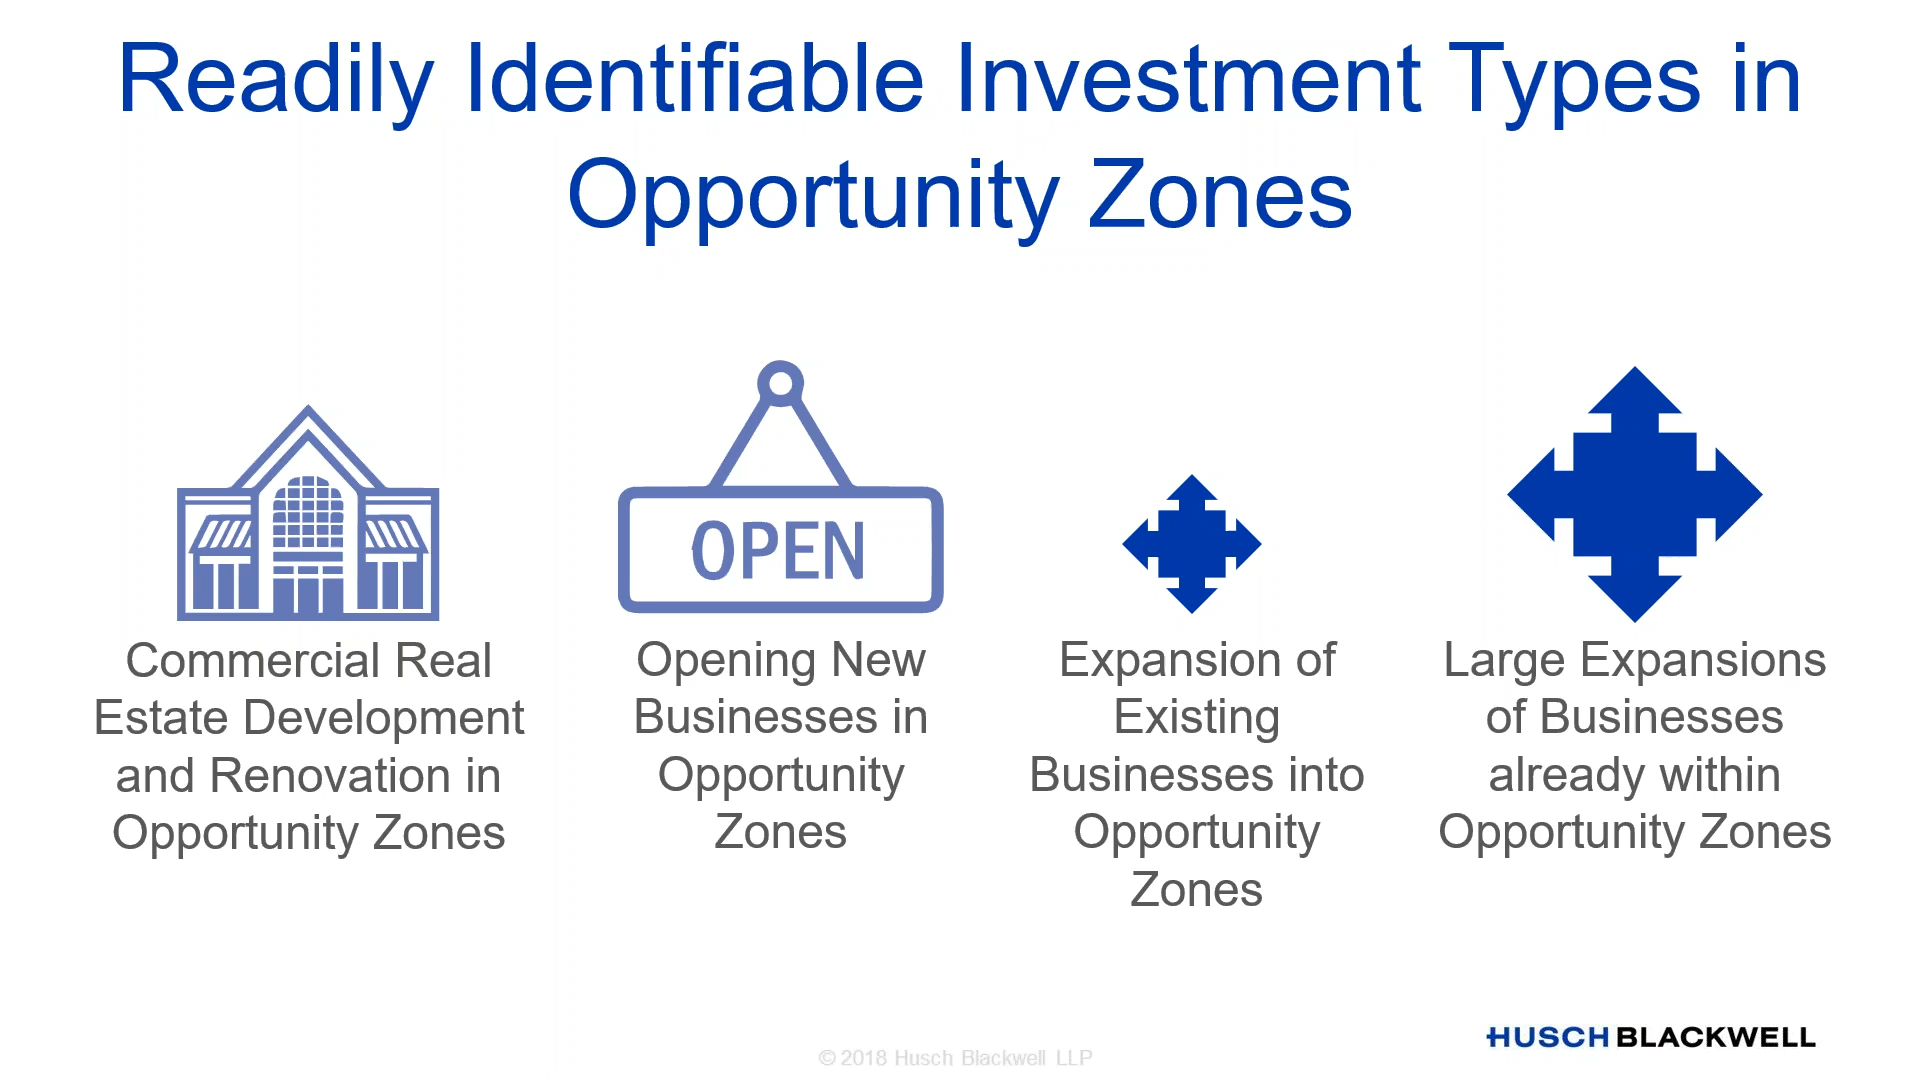 Readily Identifiable Investment Types in
Opportunity Zones
OPEN
Commercial Real
Estate Development
and Renovation in
Opportunity Zones
Opening New
Businesses in
Opportunity
Zones
Expansion of
Existing
Businesses into
Opportunity
Zones
Large Expansions
of Businesses
already within
Opportunity Zones
HUSCH BLACKWELL
© 2018 Husch Blackwell LLP